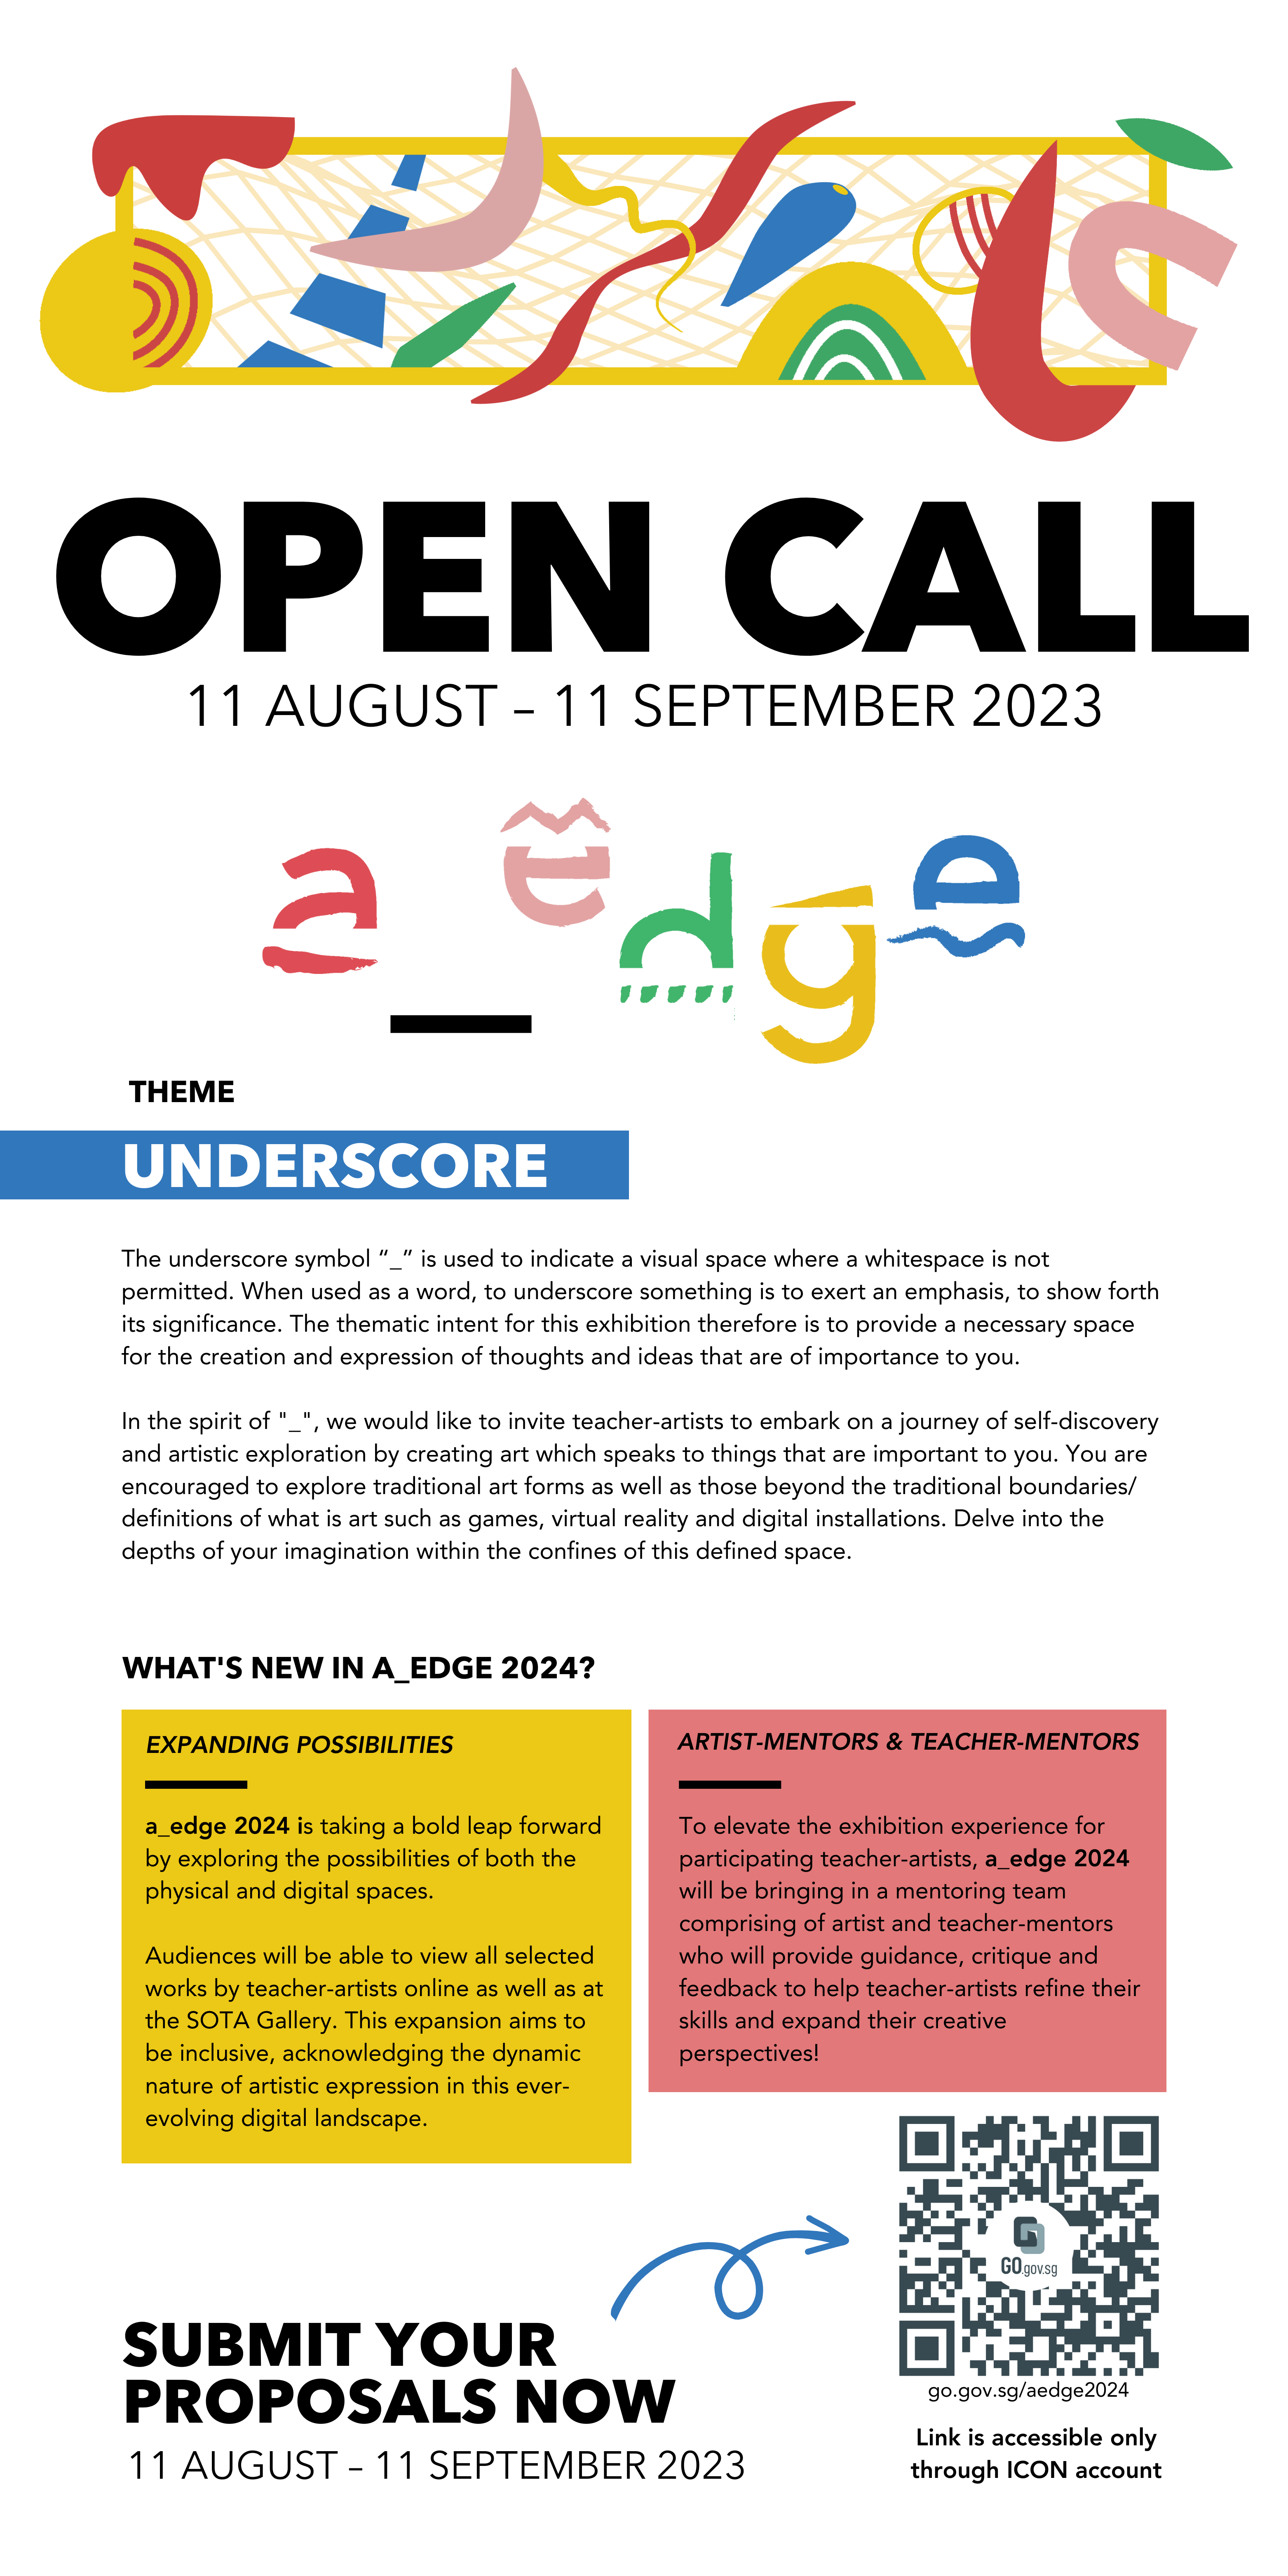 OPEN CALL
11 AUGUST – 11 SEPTEMBER 2023
a_edge
THEME
UNDERSCORE
The underscore symbol “_” is used to indicate a visual space where a whitespace is not
permitted. When used as a word, to underscore something is to exert an emphasis, to show forth
its significance. The thematic intent for this exhibition therefore is to provide a necessary space
for the creation and expression of thoughts and ideas that are of importance to you.
In the spirit of "_", we would like to invite teacher-artists to embark on a journey of self-discovery
and artistic exploration by creating art which speaks to things that are important to you. You are
encouraged to explore traditional art forms as well as those beyond the traditional boundaries/
definitions of what is art such as games, virtual reality and digital installations. Delve into the
depths of your imagination within the confines of this defined space.
WHAT'S NEW IN A_EDGE 2024?
EXPANDING POSSIBILITIES
a_edge 2024 is taking a bold leap forward
by exploring the possibilities of both the
physical and digital spaces.
Audiences will be able to view all selected
works by teacher-artists online as well as at
the SOTA Gallery. This expansion aims to
be inclusive, acknowledging the dynamic
nature of artistic expression in this ever-
evolving digital landscape.
ARTIST-MENTORS & TEACHER-MENTORS
To elevate the exhibition experience for
participating teacher-artists, a_edge 2024
will be bringing in a mentoring team
comprising of artist and teacher-mentors
who will provide guidance, critique and
feedback to help teacher-artists refine their
skills and expand their creative
perspectives!
GO.gov.sg
go.gov.sg/aedge2024
Link is accessible only
through ICON account
SUBMIT YOUR
PROPOSALS NOW
11 AUGUST – 11 SEPTEMBER 2023